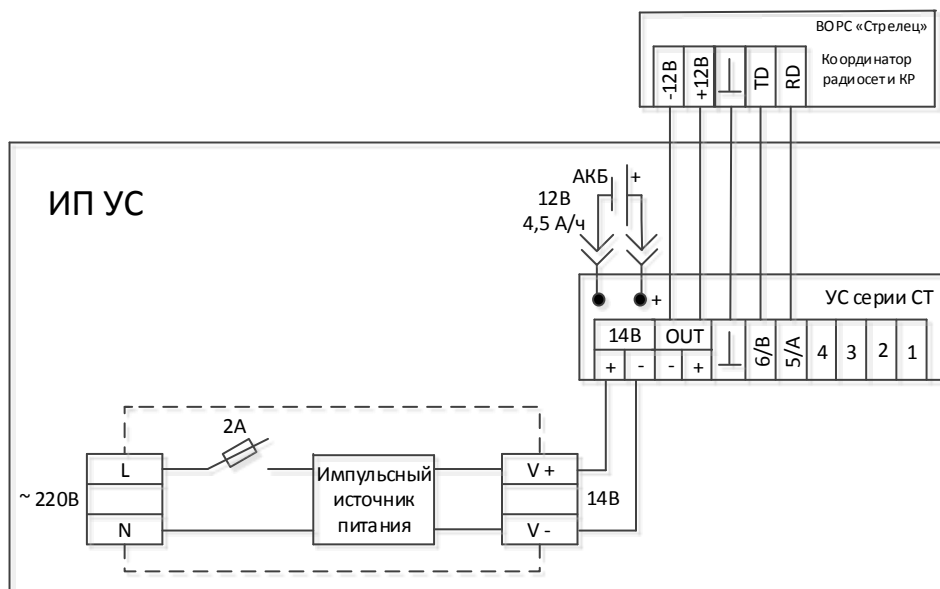 ВОРС «Стрелец»
Координатор
радиосети КР
-12В
+12В
TD
RD
ИП УС
АКБ
+
12В
4,5 А/ч
+
УС серии СТ
14В
OUT
6/В
5/А
4
3
2
1
+
-
-
+
2А
L
Импульсный
источник
питания
V +
~ 220В
14В
N
V -